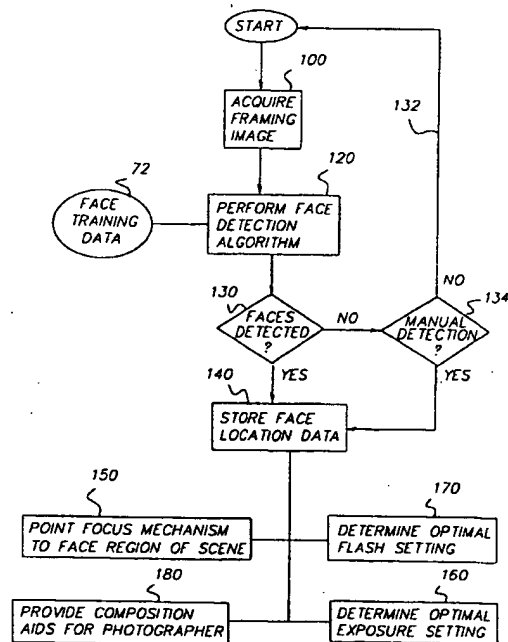 START
100
ACQUIRE
FRAMING
IMAGE
132
72
FACE
TRAINING
DATA
120
PERFORM FACE
DETECTION
ALGORITHM
130
FACES
DETECTED
?
NO
NO
134
MANUAL
DETECTION
?
140
YES
YES
STORE FACE
LOCATION DATA
150
POINT FOCUS MECHANISM
TO FACE REGION OF SCENE
170
DETERMINE OPTIMAL
FLASH SETTING
180
PROVIDE COMPOSITION
AIDS FOR PHOTOGRAPHER
160
DETERMINE OPTIMAL
EXPOSURE SETTING